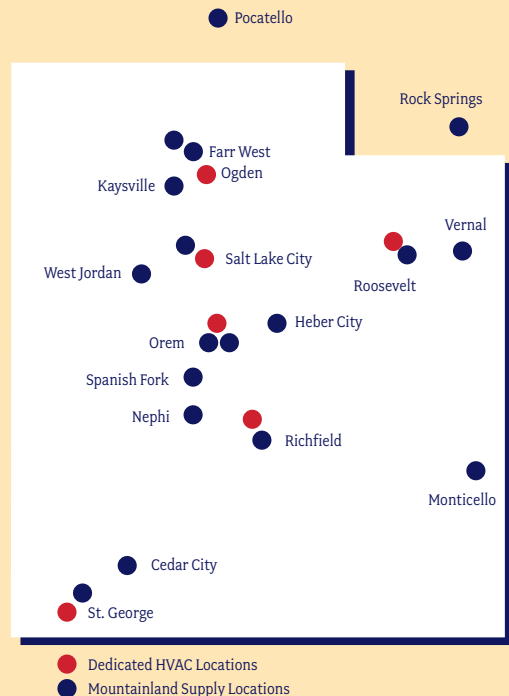 Pocatello
Rock Springs
Farr West
Ogden
Kaysville
Vernal
Salt Lake City
West Jordan
Roosevelt
Heber City
Orem
Spanish Fork
Nephi
Richfield
Monticello
Cedar City
St. George
Dedicated HVAC Locations
Mountainland Supply Locations